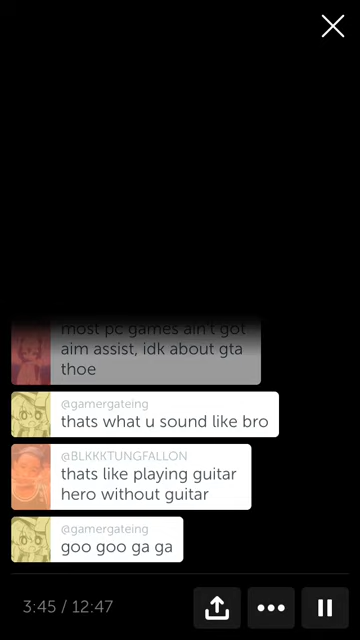 most pc games ain't got
aim assist, idk about gta
thoe
@gamergateing
thats what u sound like bro
@BLKKKTUNGFALLON
thats like playing guitar
hero without guitar
@gamergateing
goo goo ga ga
3:45 / 12:47